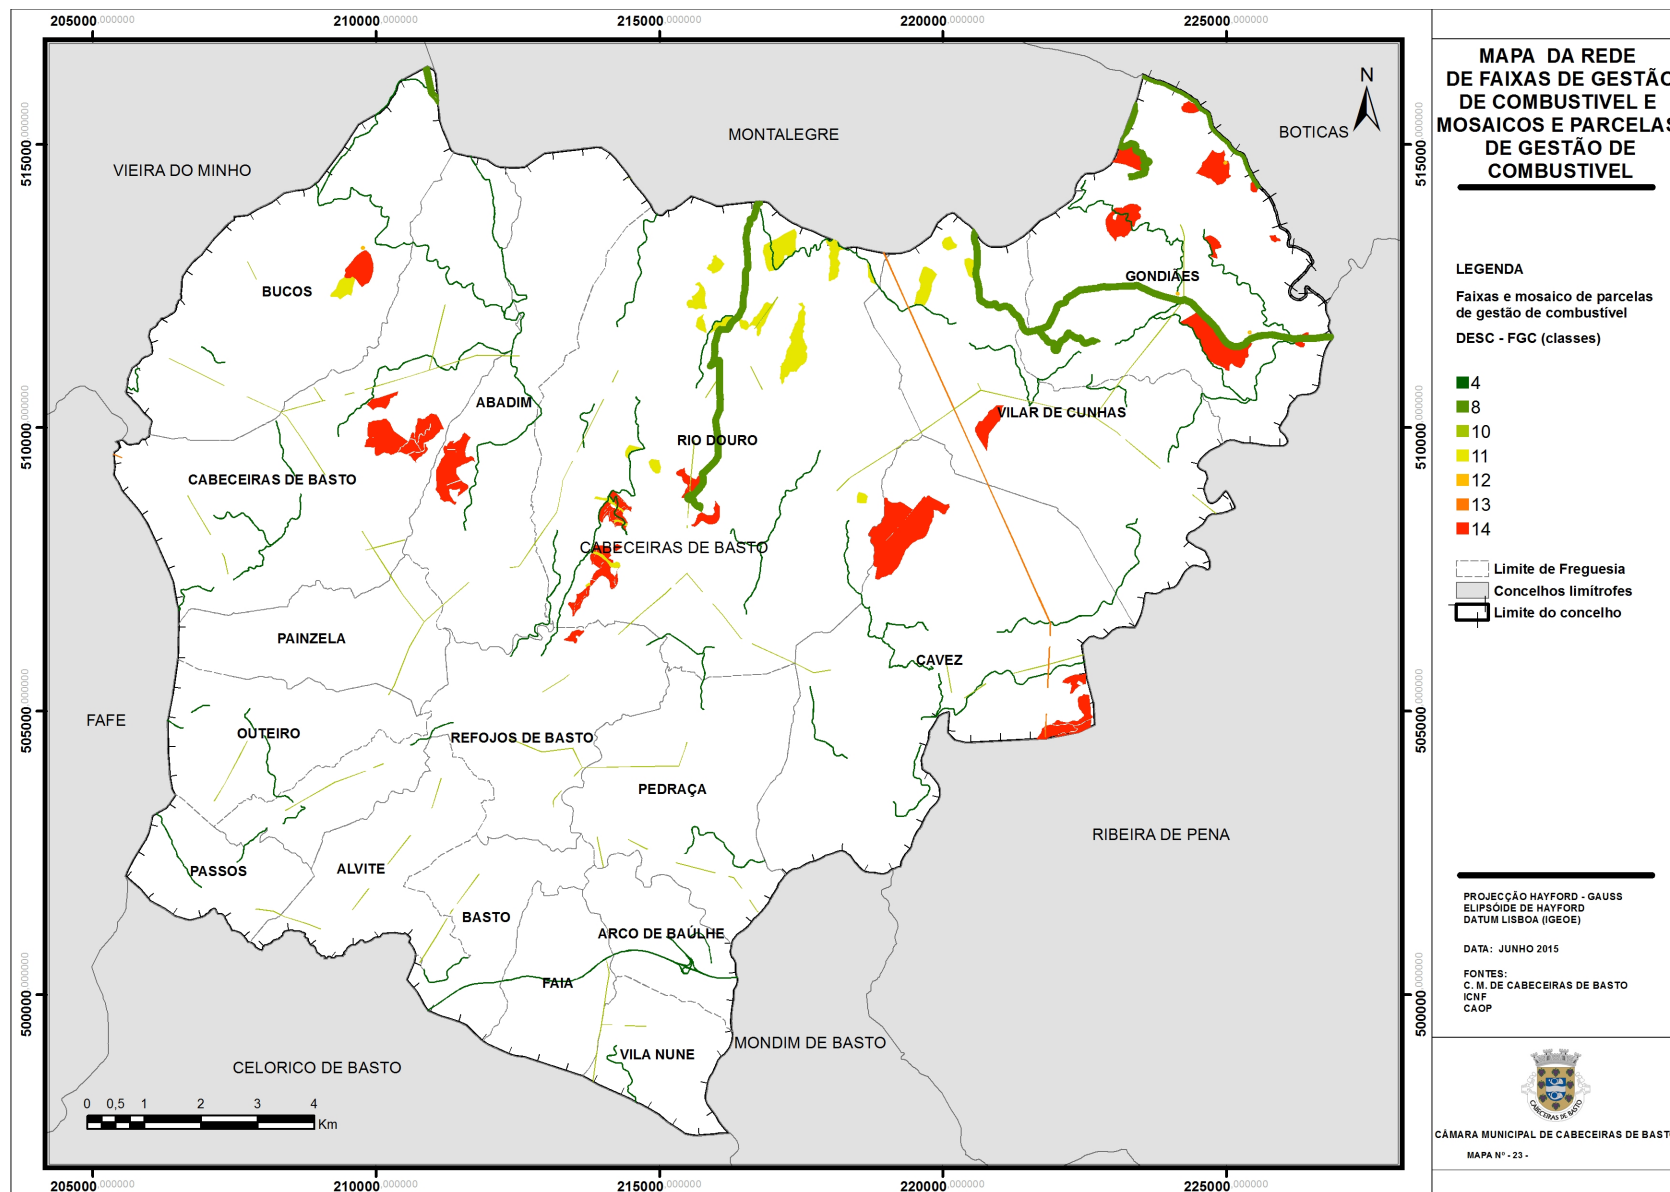 205000,000000 210000,000000 215000,000000 220000,000000 225000,000000
MAPA DA REDE
DE FAIXAS DE GESTÃO
DE COMBUSTIVEL E
MOSAICOS E PARCELAS
DE GESTÃO DE
COMBUSTIVEL
N
MONTALEGRE
BOTICAS
VIEIRA DO MINHO
515000,000000
515000,000000
GONDIÃES
BUCOS
LEGENDA
Faixas e mosaico de parcelas
de gestão de combustível
DESC - FGC (classes)
4
8
10
11
12
13
14
Limite de Freguesia
Concelhos limítrofes
Limite do concelho
ABADIM
VILAR DE CUNHAS
510000,000000
510000,000000
RIO DOURO
CABECEIRAS DE BASTO
CABECEIRAS DE BASTO
PAINZELA
CAVEZ
505000,000000
505000,000000
FAFE
OUTEIRO
REFOJOS DE BASTO
PEDRAÇA
RIBEIRA DE PENA
PASSOS
ALVITE
BASTO
ARCO DE BAÚLHE
FAIA
500000,000000
500000,000000
VILA NUNE
MONDIM DE BASTO
CELORICO DE BASTO
0 0,5 1 2 3 4
Km
PROJECÇÃO HAYFORD - GAUSS
ELIPSÓIDE DE HAYFORD
DATUM LISBOA (IGEOE)
DATA: JUNHO 2015
FONTES:
C. M. DE CABECEIRAS DE BASTO
ICNF
CAOP
CABECEIRAS DE BASTO
CÂMARA MUNICIPAL DE CABECEIRAS DE BAST
MAPA Nº - 23 -
205000,000000 210000,000000 215000,000000 220000,000000 225000,000000